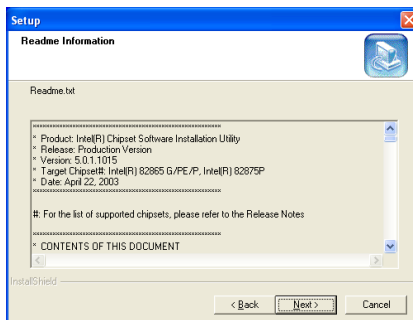 Setup
Readme Information
Readme.txt
************************************************************
* Product: Intel(R) Chipset Software Installation Utility
* Release: Production Version
* Version: 5.0.1.1015
* Target Chipset#: Intel(R) 82865 G/PE/P, Intel(R) 82875P
* Date: April 22, 2003
************************************************************
#: For the list of supported chipsets, please refer to the Release Notes
************************************************************
* CONTENTS OF THIS DOCUMENT
InstallShield
< Back
Next >
Cancel